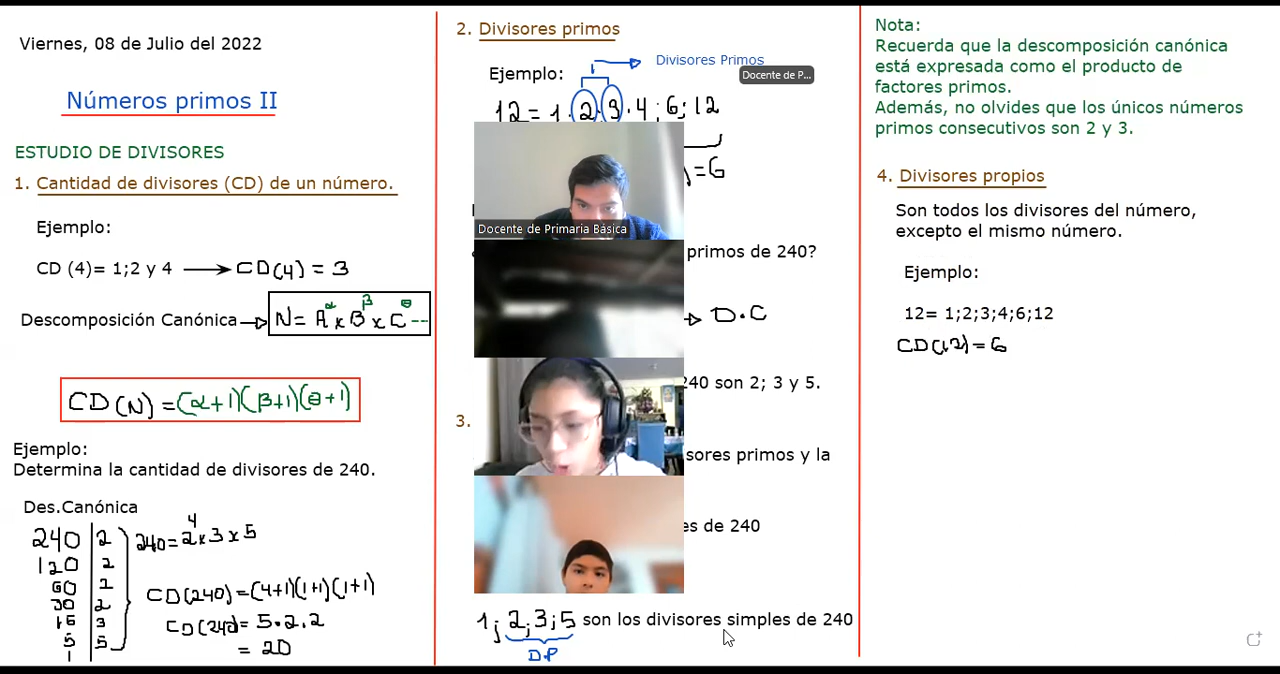 Viernes, 08 de Julio del 2022
Números primos II
ESTUDIO DE DIVISORES
1. Cantidad de divisores (CD) de un número.
Ejemplo:
CD (4)= 1;2 y 4 → CD(4) = 3
Descomposición Canónica → N= A^α x B^β x C^θ ...
CD(N) = (α+1)(β+1)(θ+1)
Ejemplo:
Determina la cantidad de divisores de 240.
Des.Canónica
240 | 2
120 | 2
60 | 2
30 | 2
15 | 3
5 | 5
1
240 = 2^4 x 3 x 5
CD(240) = (4+1)(1+1)(1+1)
CD(240) = 5.2.2
= 20
2. Divisores primos
Ejemplo:
Divisores Primos
Docente de P...
12 = 1.2.3.4;6;12
=6
Docente de Primaria Básica
primos de 240?
D.C
240 son 2; 3 y 5.
3.
sores primos y la
es de 240
1; 2;3;5 son los divisores simples de 240
D.P
Nota:
Recuerda que la descomposición canónica
está expresada como el producto de
factores primos.
Además, no olvides que los únicos números
primos consecutivos son 2 y 3.
4. Divisores propios
Son todos los divisores del número,
excepto el mismo número.
Ejemplo:
12= 1;2;3;4;6;12
CD(12) = 6